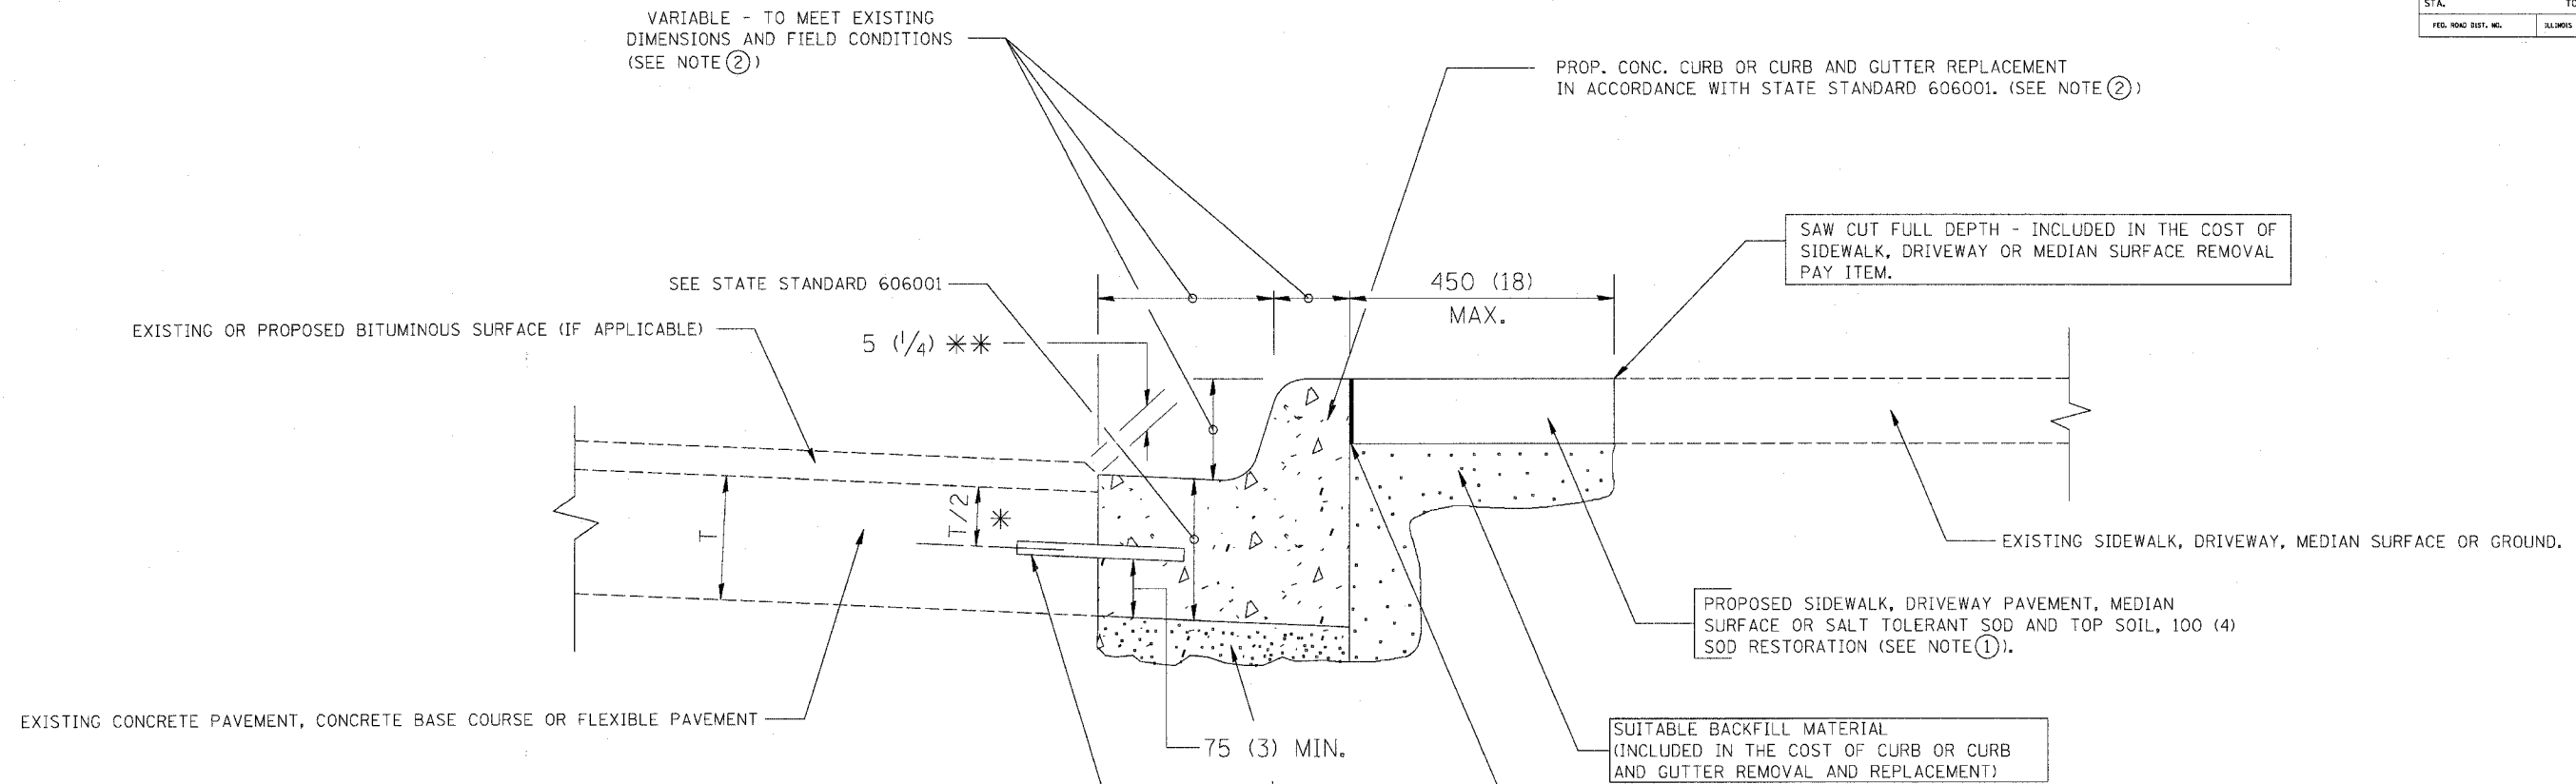 STA.
FED. ROAD DIST. NO.
ILLINOIS
VARIABLE - TO MEET EXISTING
DIMENSIONS AND FIELD CONDITIONS
(SEE NOTE 2)
PROP. CONC. CURB OR CURB AND GUTTER REPLACEMENT
IN ACCORDANCE WITH STATE STANDARD 606001. (SEE NOTE 2)
SAW CUT FULL DEPTH - INCLUDED IN THE COST OF
SIDEWALK, DRIVEWAY OR MEDIAN SURFACE REMOVAL
PAY ITEM.
SEE STATE STANDARD 606001
450 (18)
MAX.
EXISTING OR PROPOSED BITUMINOUS SURFACE (IF APPLICABLE)
5 (1/4) **
T
T/2
*
EXISTING SIDEWALK, DRIVEWAY, MEDIAN SURFACE OR GROUND.
PROPOSED SIDEWALK, DRIVEWAY PAVEMENT, MEDIAN
SURFACE OR SALT TOLERANT SOD AND TOP SOIL, 100 (4)
SOD RESTORATION (SEE NOTE 1).
EXISTING CONCRETE PAVEMENT, CONCRETE BASE COURSE OR FLEXIBLE PAVEMENT
75 (3) MIN.
SUITABLE BACKFILL MATERIAL
(INCLUDED IN THE COST OF CURB OR CURB
AND GUTTER REMOVAL AND REPLACEMENT)